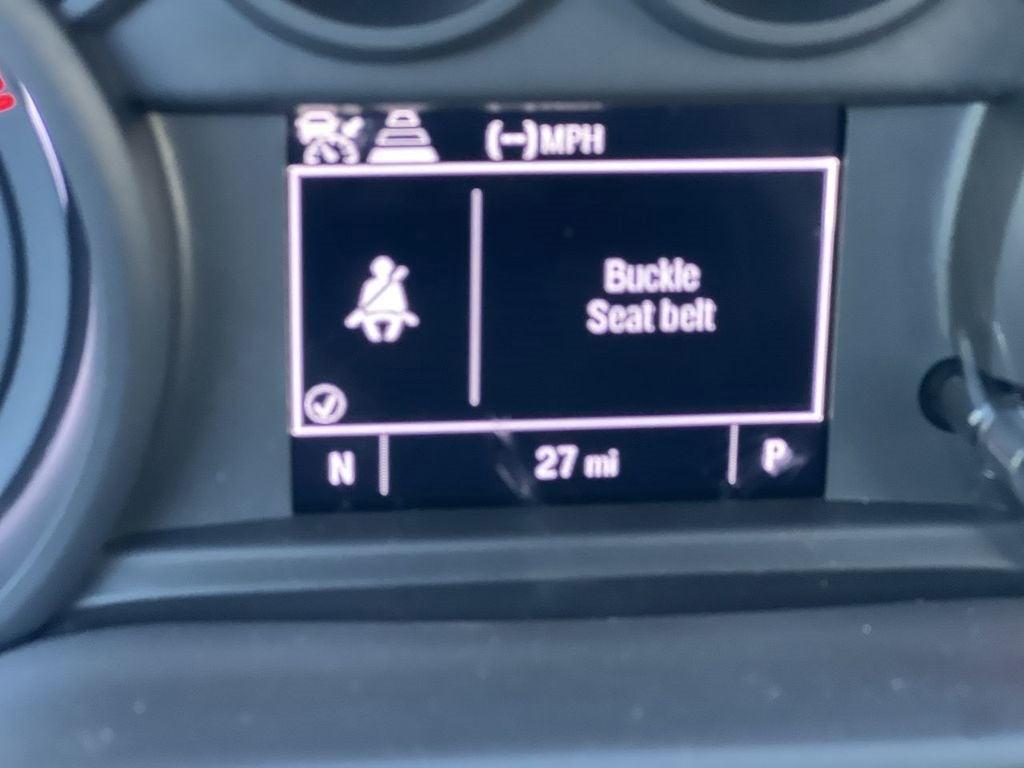 (--) MPH
Buckle
Seat belt
N 27 mi P